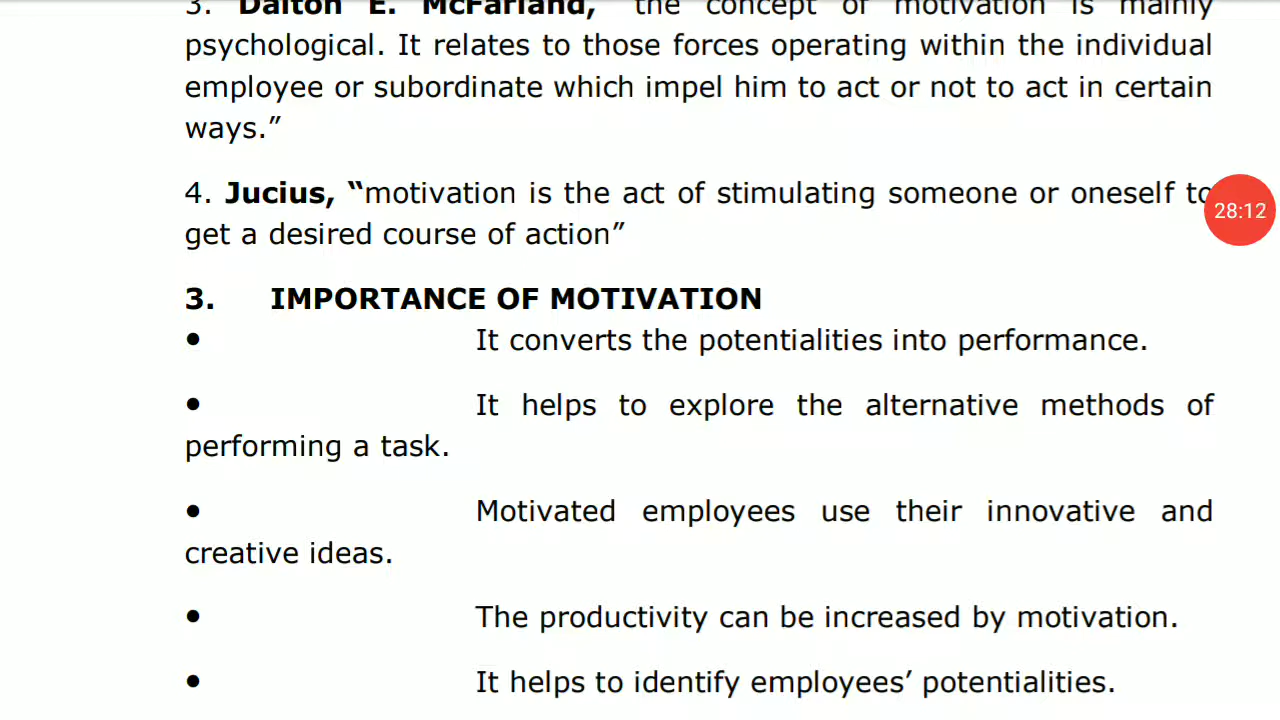 3. Dalton E. McFarland, "the concept of motivation is mainly
psychological. It relates to those forces operating within the individual
employee or subordinate which impel him to act or not to act in certain
ways.”
4. Jucius, “motivation is the act of stimulating someone or oneself to
get a desired course of action”
28:12
3. IMPORTANCE OF MOTIVATION
● It converts the potentialities into performance.
● It helps to explore the alternative methods of
performing a task.
● Motivated employees use their innovative and
creative ideas.
● The productivity can be increased by motivation.
● It helps to identify employees’ potentialities.